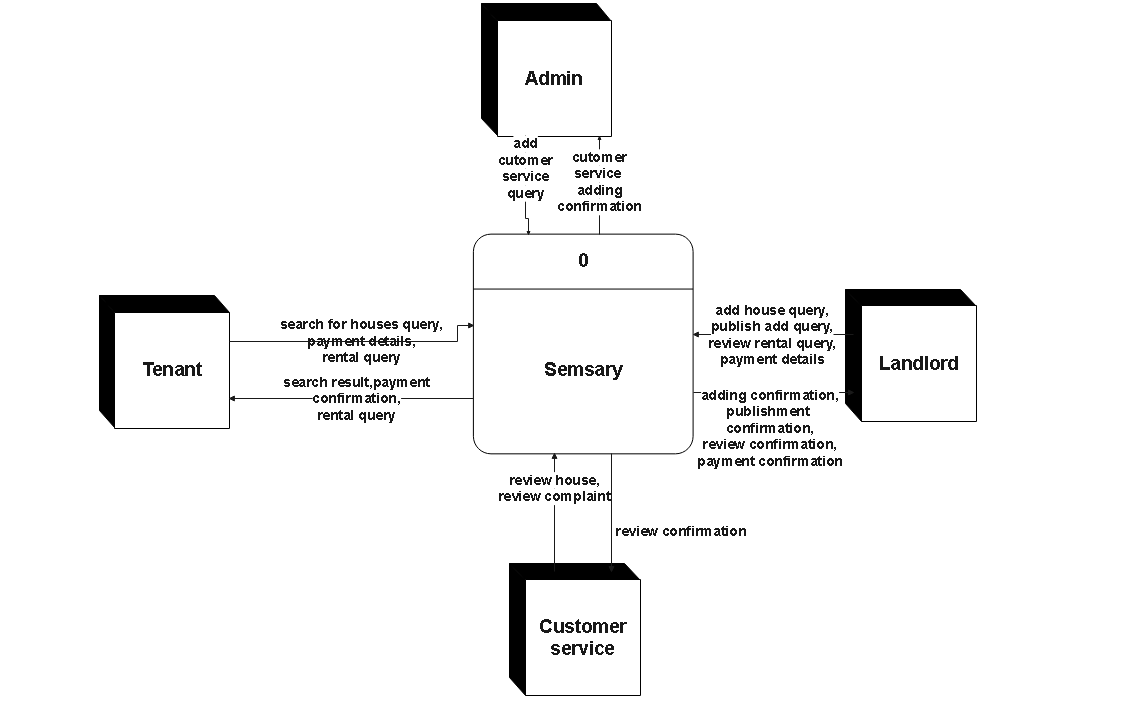 Admin
add
cutomer
service
query
cutomer
service
adding
confirmation
0
Semsary
search for houses query,
payment details,
rental query
Tenant
search result,payment
confirmation,
rental query
add house query,
publish add query,
review rental query,
payment details
Landlord
adding confirmation,
publishment
confirmation,
review confirmation,
payment confirmation
review house,
review complaint
review confirmation
Customer
service